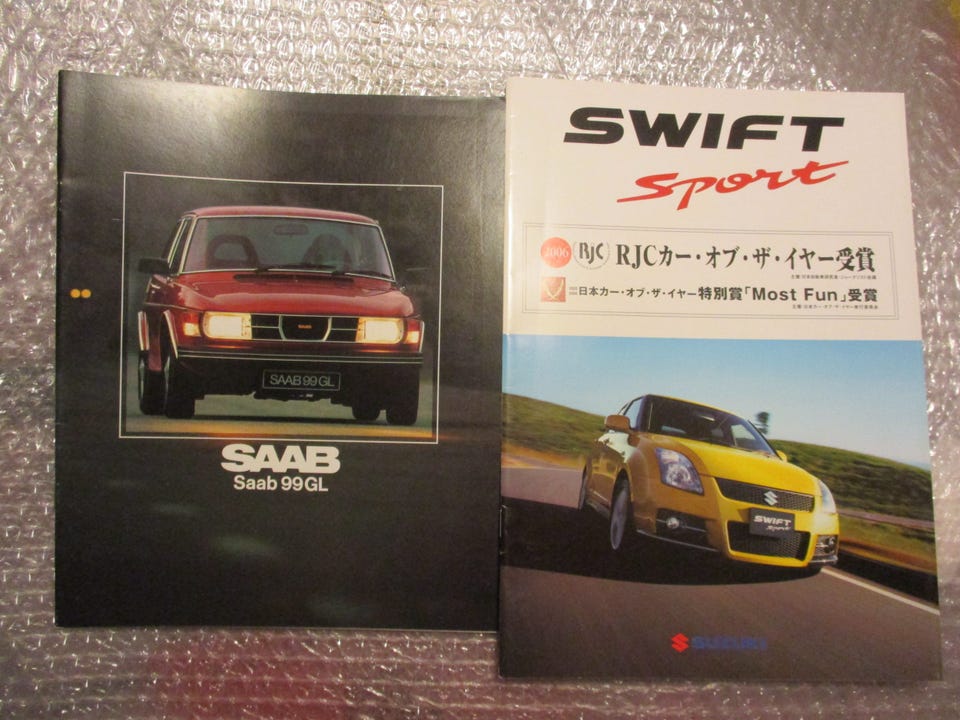 SAAB
SAAB 99 GL
SAAB
Saab 99GL
SWIFT
Sport
2006 RJC RJCカー・オブ・ザ・イヤー受賞
日本カー・オブ・ザ・イヤー特別賞「Most Fun」受賞
SWIFT
Sport
SUZUKI